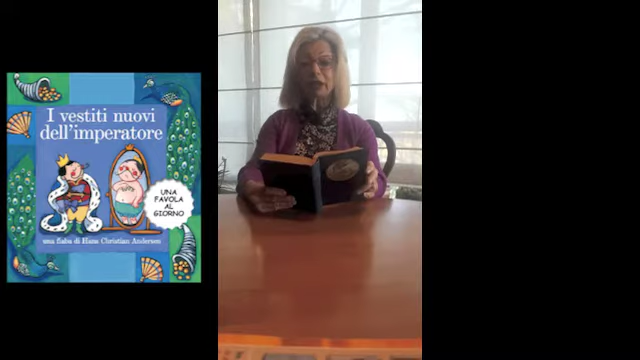 I vestiti nuovi
dell'imperatore
UNA
FAVOLA
AL
GIORNO
una fiaba di Hans Christian Andersen